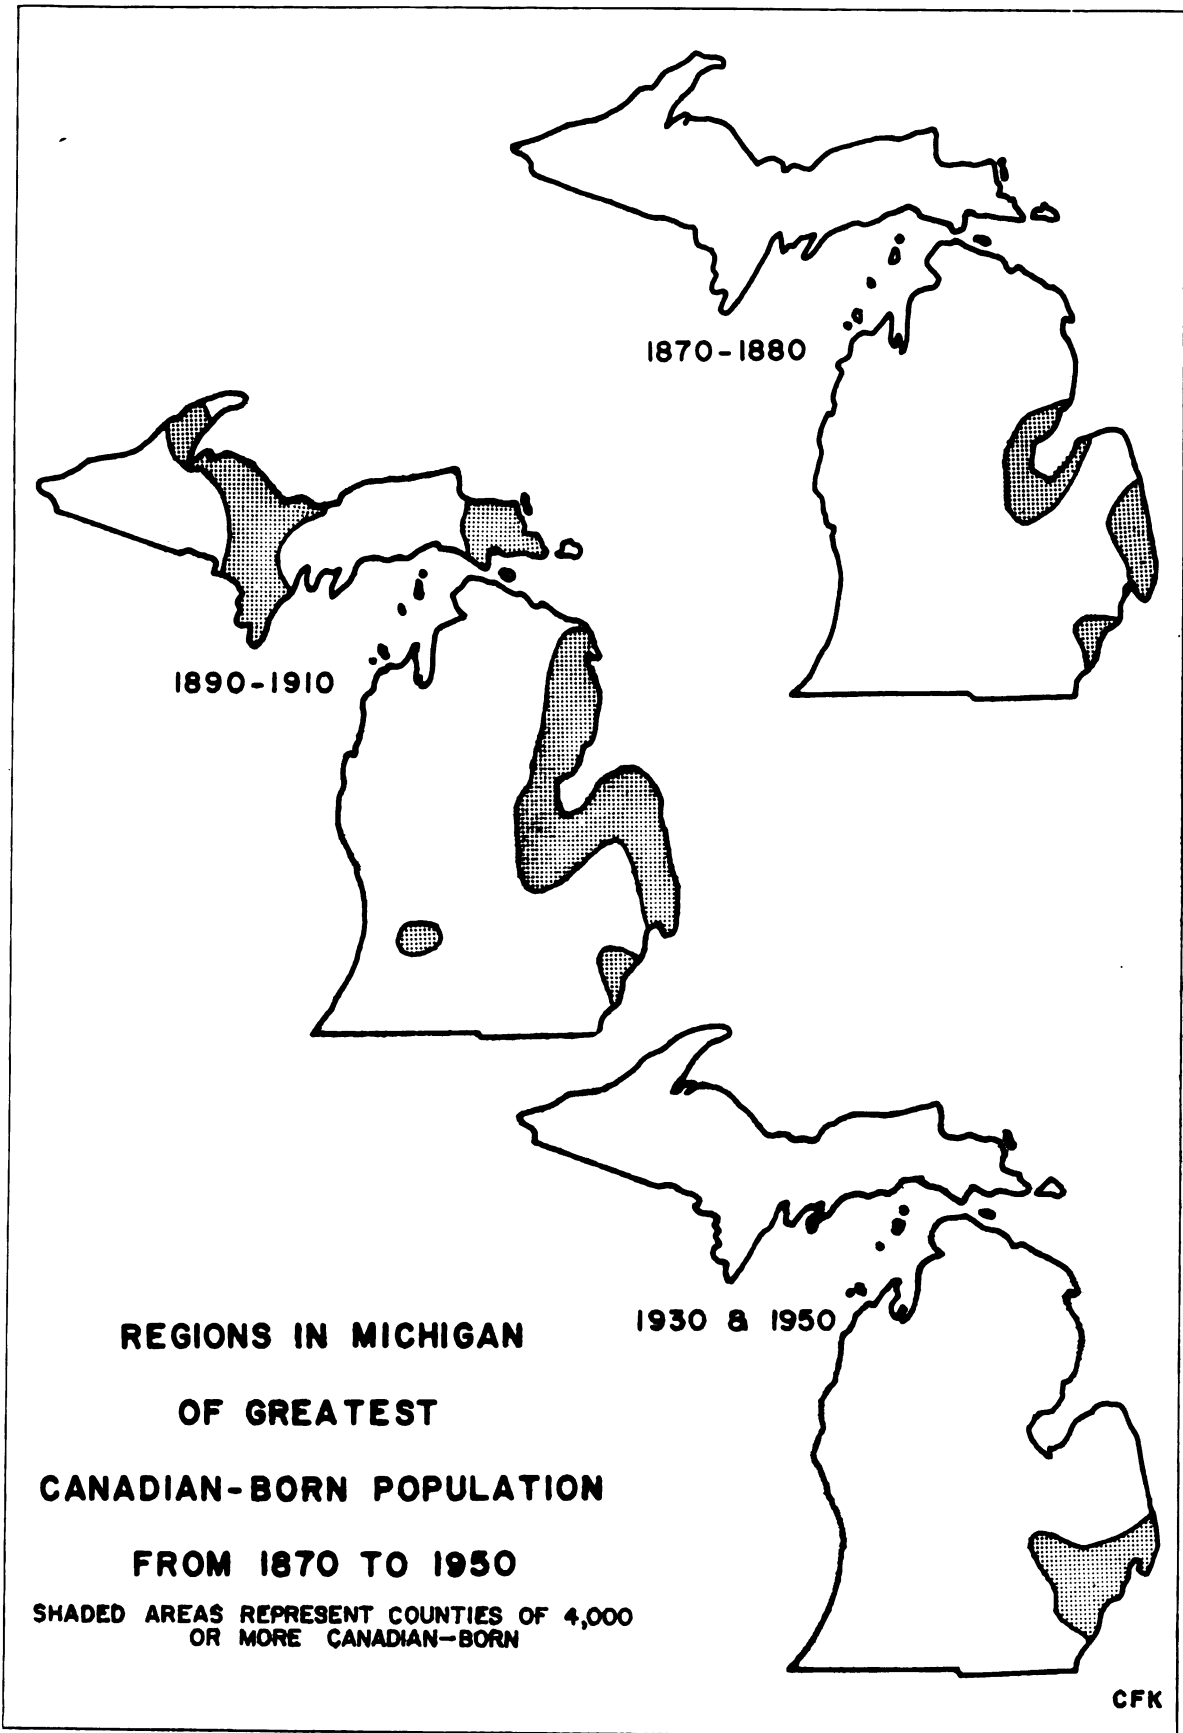 1870-1880
1890-1910
1930 & 1950
REGIONS IN MICHIGAN
OF GREATEST
CANADIAN-BORN POPULATION
FROM 1870 TO 1950
SHADED AREAS REPRESENT COUNTIES OF 4,000
OR MORE CANADIAN-BORN
CFK